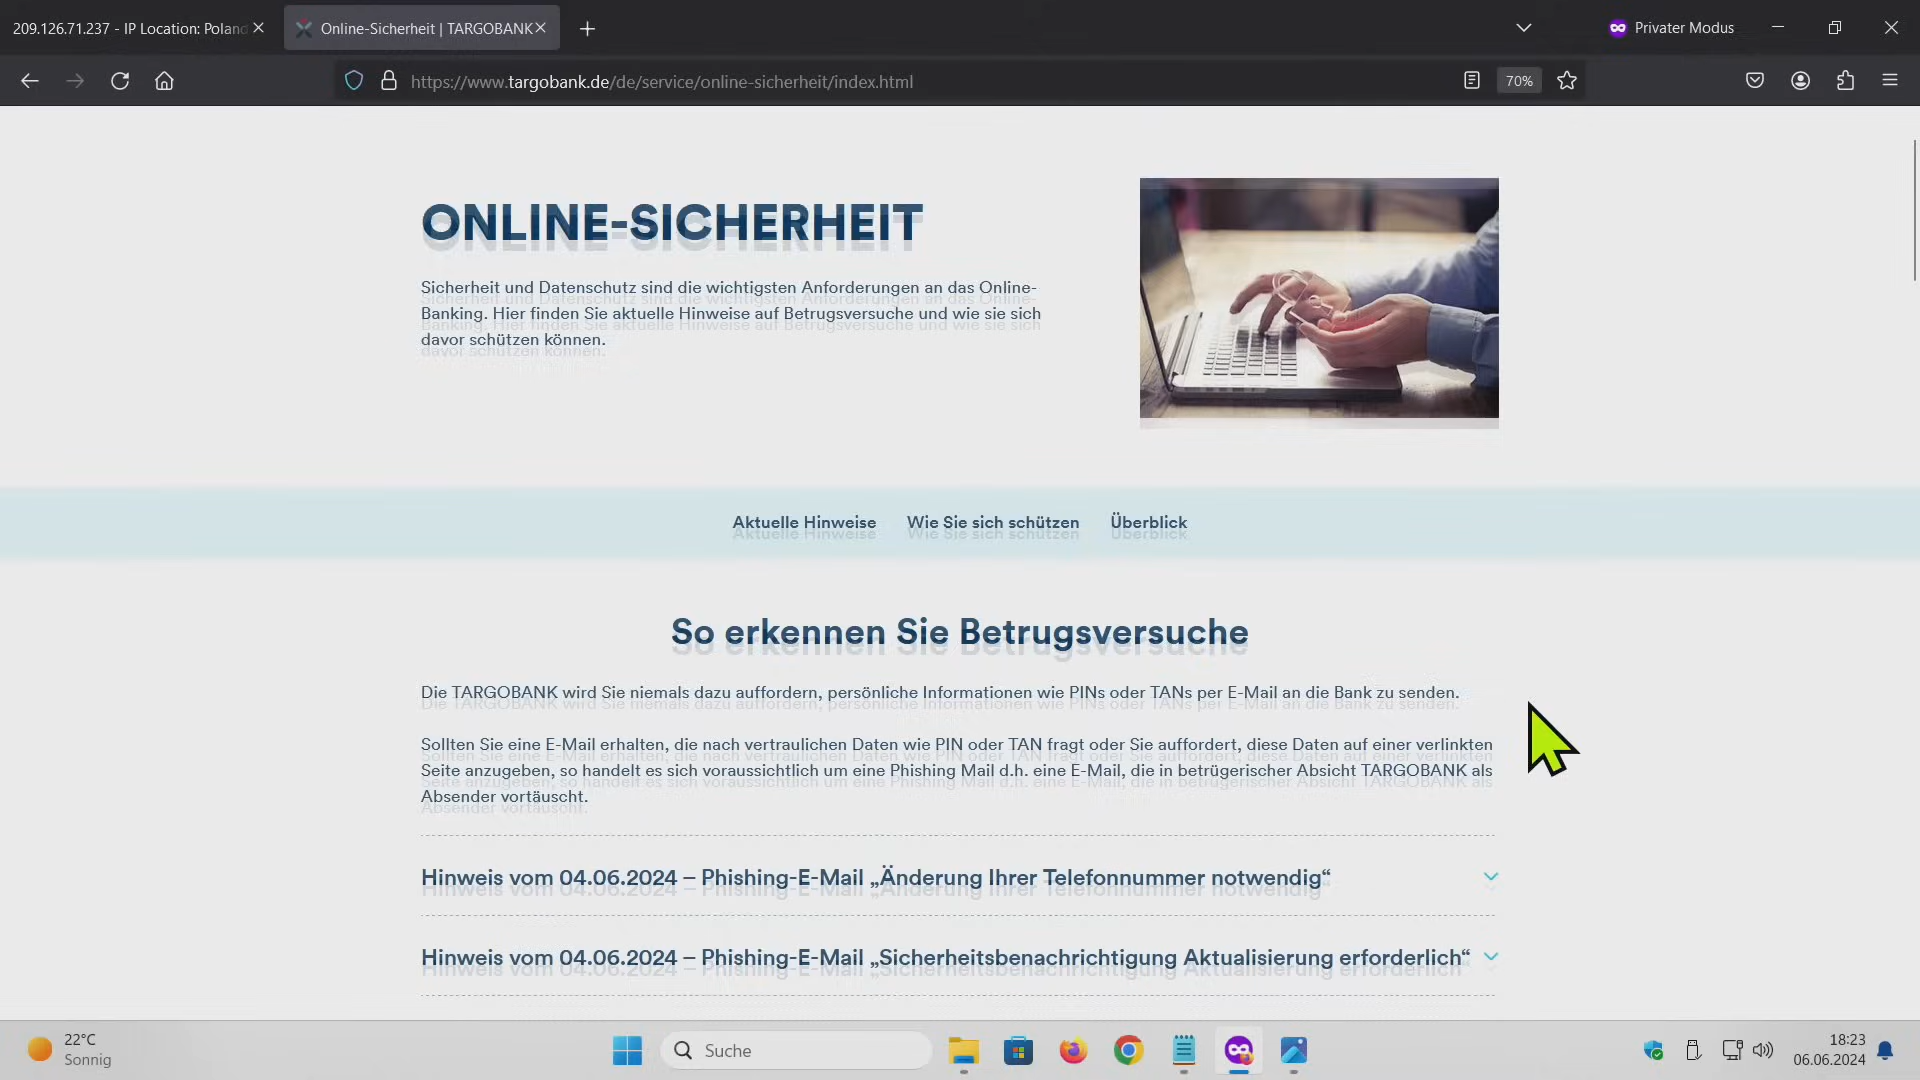 209.126.71.237 - IP Location: Poland
Online-Sicherheit | TARGOBANK
Privater Modus
https://www.targobank.de/de/service/online-sicherheit/index.html
70%
ONLINE-SICHERHEIT
Sicherheit und Datenschutz sind die wichtigsten Anforderungen an das Online-
Banking. Hier finden Sie aktuelle Hinweise auf Betrugsversuche und wie sie sich
davor schützen können.
Aktuelle Hinweise Wie Sie sich schützen Überblick
So erkennen Sie Betrugsversuche
Die TARGOBANK wird Sie niemals dazu auffordern, persönliche Informationen wie PINs oder TANs per E-Mail an die Bank zu senden.
Sollten Sie eine E-Mail erhalten, die nach vertraulichen Daten wie PIN oder TAN fragt oder Sie auffordert, diese Daten auf einer verlinkten
Seite anzugeben, so handelt es sich voraussichtlich um eine Phishing Mail d.h. eine E-Mail, die in betrügerischer Absicht TARGOBANK als
Absender vortäuscht.
Hinweis vom 04.06.2024 – Phishing-E-Mail „Änderung Ihrer Telefonnummer notwendig“
Hinweis vom 04.06.2024 – Phishing-E-Mail „Sicherheitsbenachrichtigung Aktualisierung erforderlich“
22°C
Sonnig
Suche
18:23
06.06.2024